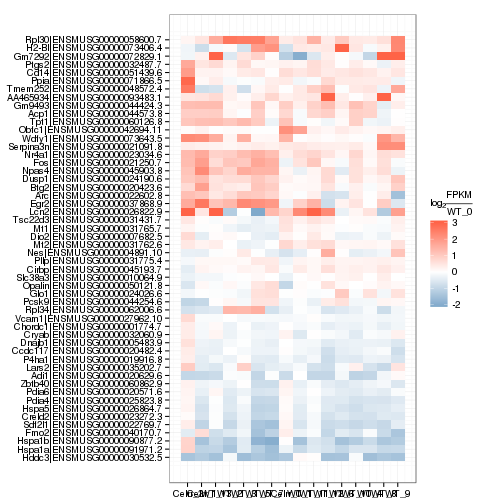 Rpl30|ENSMUSG00000058600.7
H2-Bl|ENSMUSG00000073406.4
Gm7292|ENSMUSG00000072829.1
Ptgs2|ENSMUSG00000032487.7
Cd14|ENSMUSG00000051439.6
Ppia|ENSMUSG00000071866.5
Tmem252|ENSMUSG00000048572.4
AA465934|ENSMUSG00000093483.1
Gm9493|ENSMUSG00000044424.3
Acp1|ENSMUSG00000044573.8
Tpt1|ENSMUSG00000060126.8
Obfc1|ENSMUSG00000042694.11
Wdfy1|ENSMUSG00000073643.5
Serpina3n|ENSMUSG00000021091.8
Nr4a1|ENSMUSG00000023034.6
Fos|ENSMUSG00000021250.7
Npas4|ENSMUSG00000045903.8
Dusp1|ENSMUSG00000024190.6
Btg2|ENSMUSG00000020423.6
Arc|ENSMUSG00000022602.8
Egr2|ENSMUSG00000037868.9
Lcn2|ENSMUSG00000026822.9
Tsc22d3|ENSMUSG00000031431.7
Mt1|ENSMUSG00000031765.7
Dio2|ENSMUSG00000007682.5
Mt2|ENSMUSG00000031762.6
Nes|ENSMUSG00000004891.10
Plp|ENSMUSG00000031775.4
Cirbp|ENSMUSG00000045193.7
Slc38a3|ENSMUSG00000010064.9
Opalin|ENSMUSG00000050121.8
Glo1|ENSMUSG00000024026.6
Pcsk9|ENSMUSG00000044254.6
Rpl34|ENSMUSG00000062006.6
Vcam1|ENSMUSG00000027962.10
Chordc1|ENSMUSG00000001774.7
Cryab|ENSMUSG00000032060.9
Dnajb1|ENSMUSG00000005483.9
Ccdc117|ENSMUSG00000020482.4
P4ha1|ENSMUSG00000019916.8
Lars2|ENSMUSG00000035202.7
Adi1|ENSMUSG00000020629.6
Zbtb40|ENSMUSG00000060862.9
Pdia6|ENSMUSG00000020571.6
Pdia4|ENSMUSG00000025823.8
Hspa5|ENSMUSG00000026864.7
Creld2|ENSMUSG00000023272.3
Sdf2l1|ENSMUSG00000022769.7
Fmo2|ENSMUSG00000040170.7
Hspa1b|ENSMUSG00000090877.2
Hspa1a|ENSMUSG00000091971.2
Hddc3|ENSMUSG00000030532.5
log2 FPKM
WT_0
3
2
1
0
-1
-2